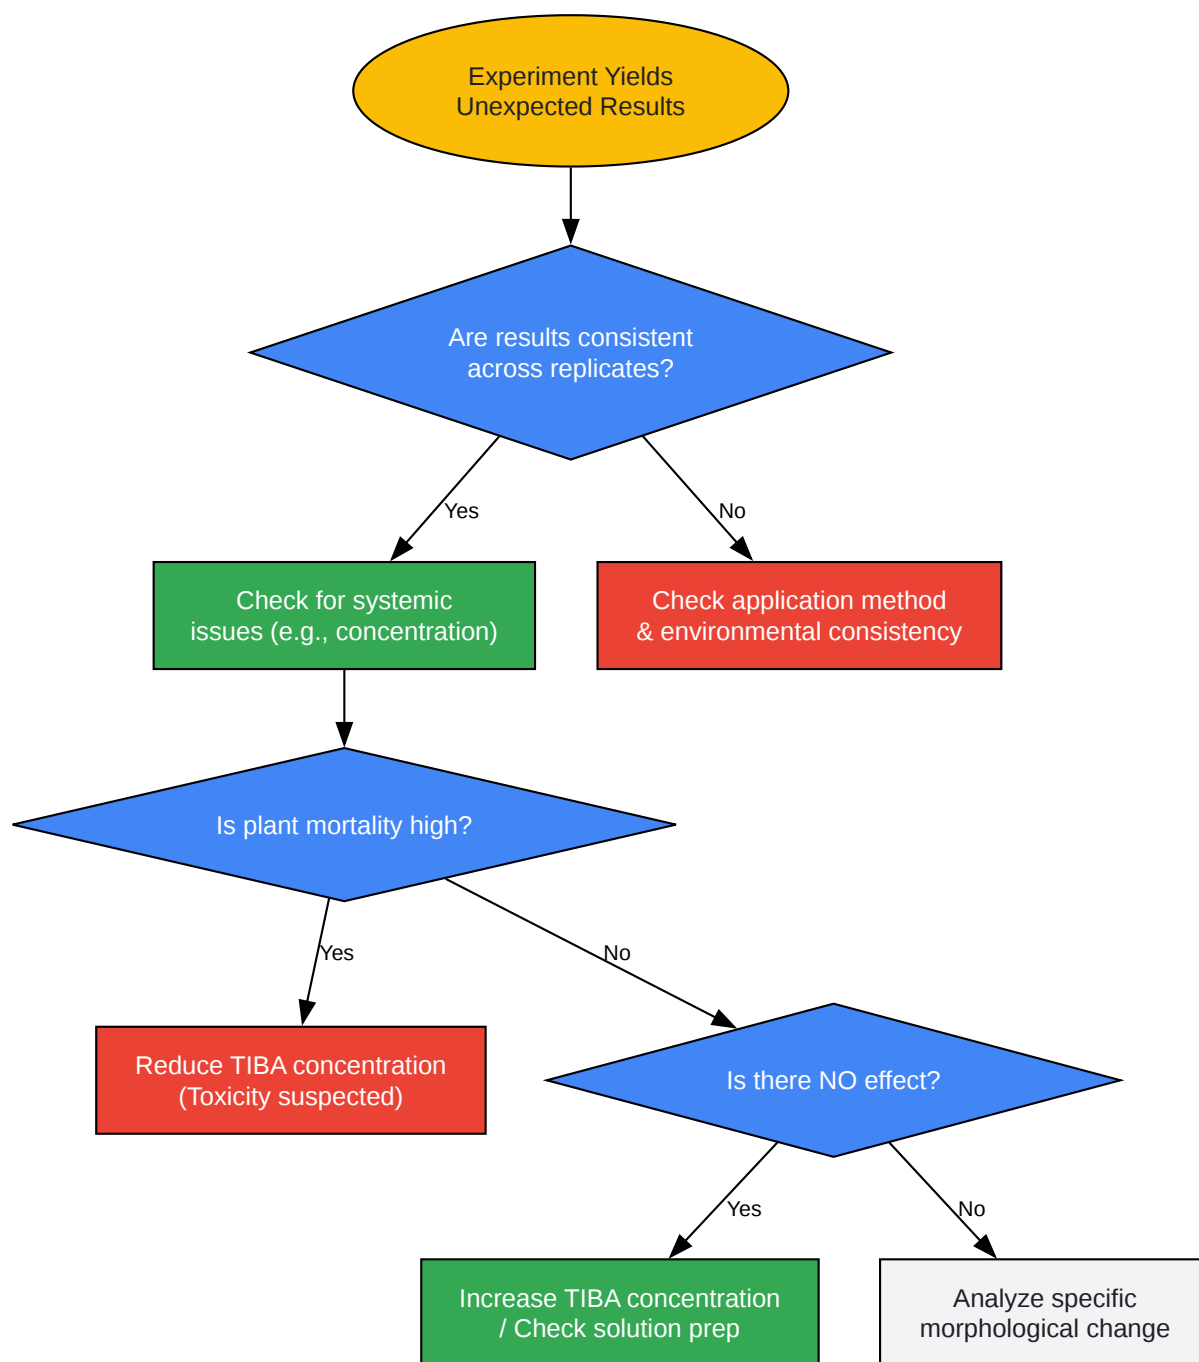 Experiment Yields
Unexpected Results
Are results consistent
across replicates?
Yes
No
Check for systemic
issues (e.g., concentration)
Check application method
& environmental consistency
Is plant mortality high?
Yes
No
Reduce TIBA concentration
(Toxicity suspected)
Is there NO effect?
Yes
No
Increase TIBA concentration
/ Check solution prep
Analyze specific
morphological change